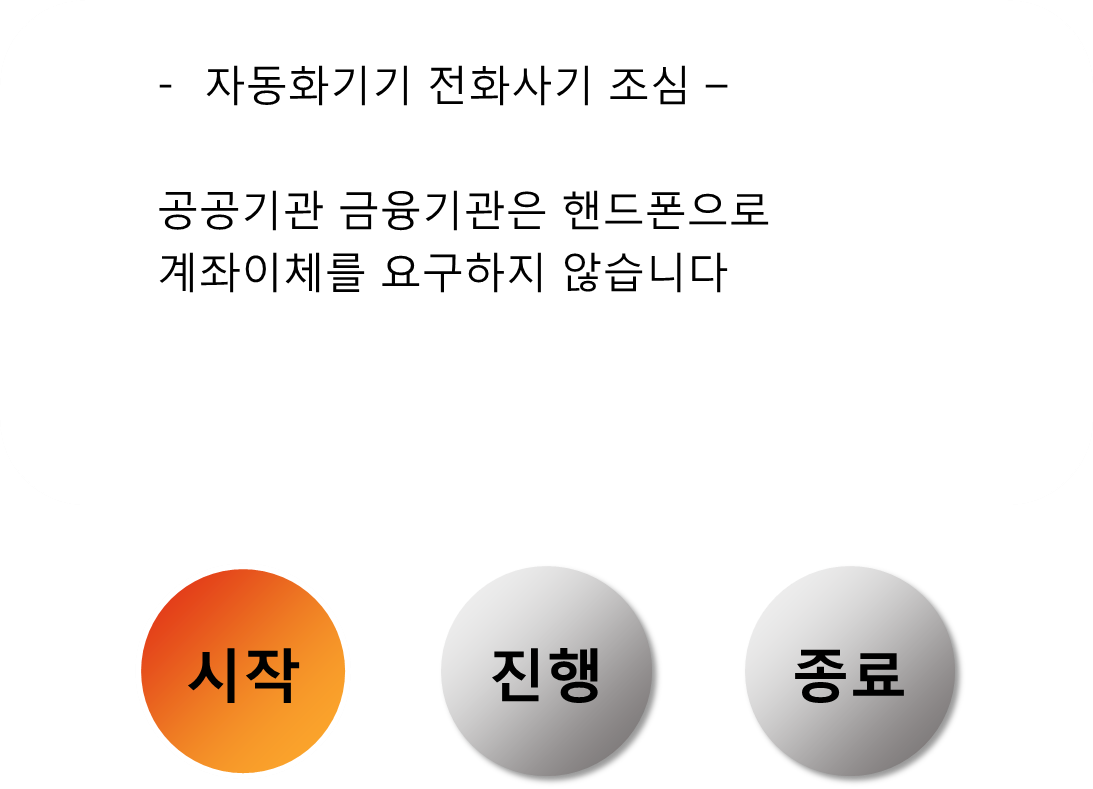 - 자동화기기 전화사기 조심 –
공공기관 금융기관은 핸드폰으로
계좌이체를 요구하지 않습니다
시작 진행 종료